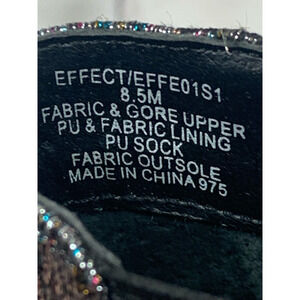 EFFECT/EFFE01S1
8.5M
FABRIC & GORE UPPER
PU & FABRIC LINING
PU SOCK
FABRIC OUTSOLE
MADE IN CHINA 975